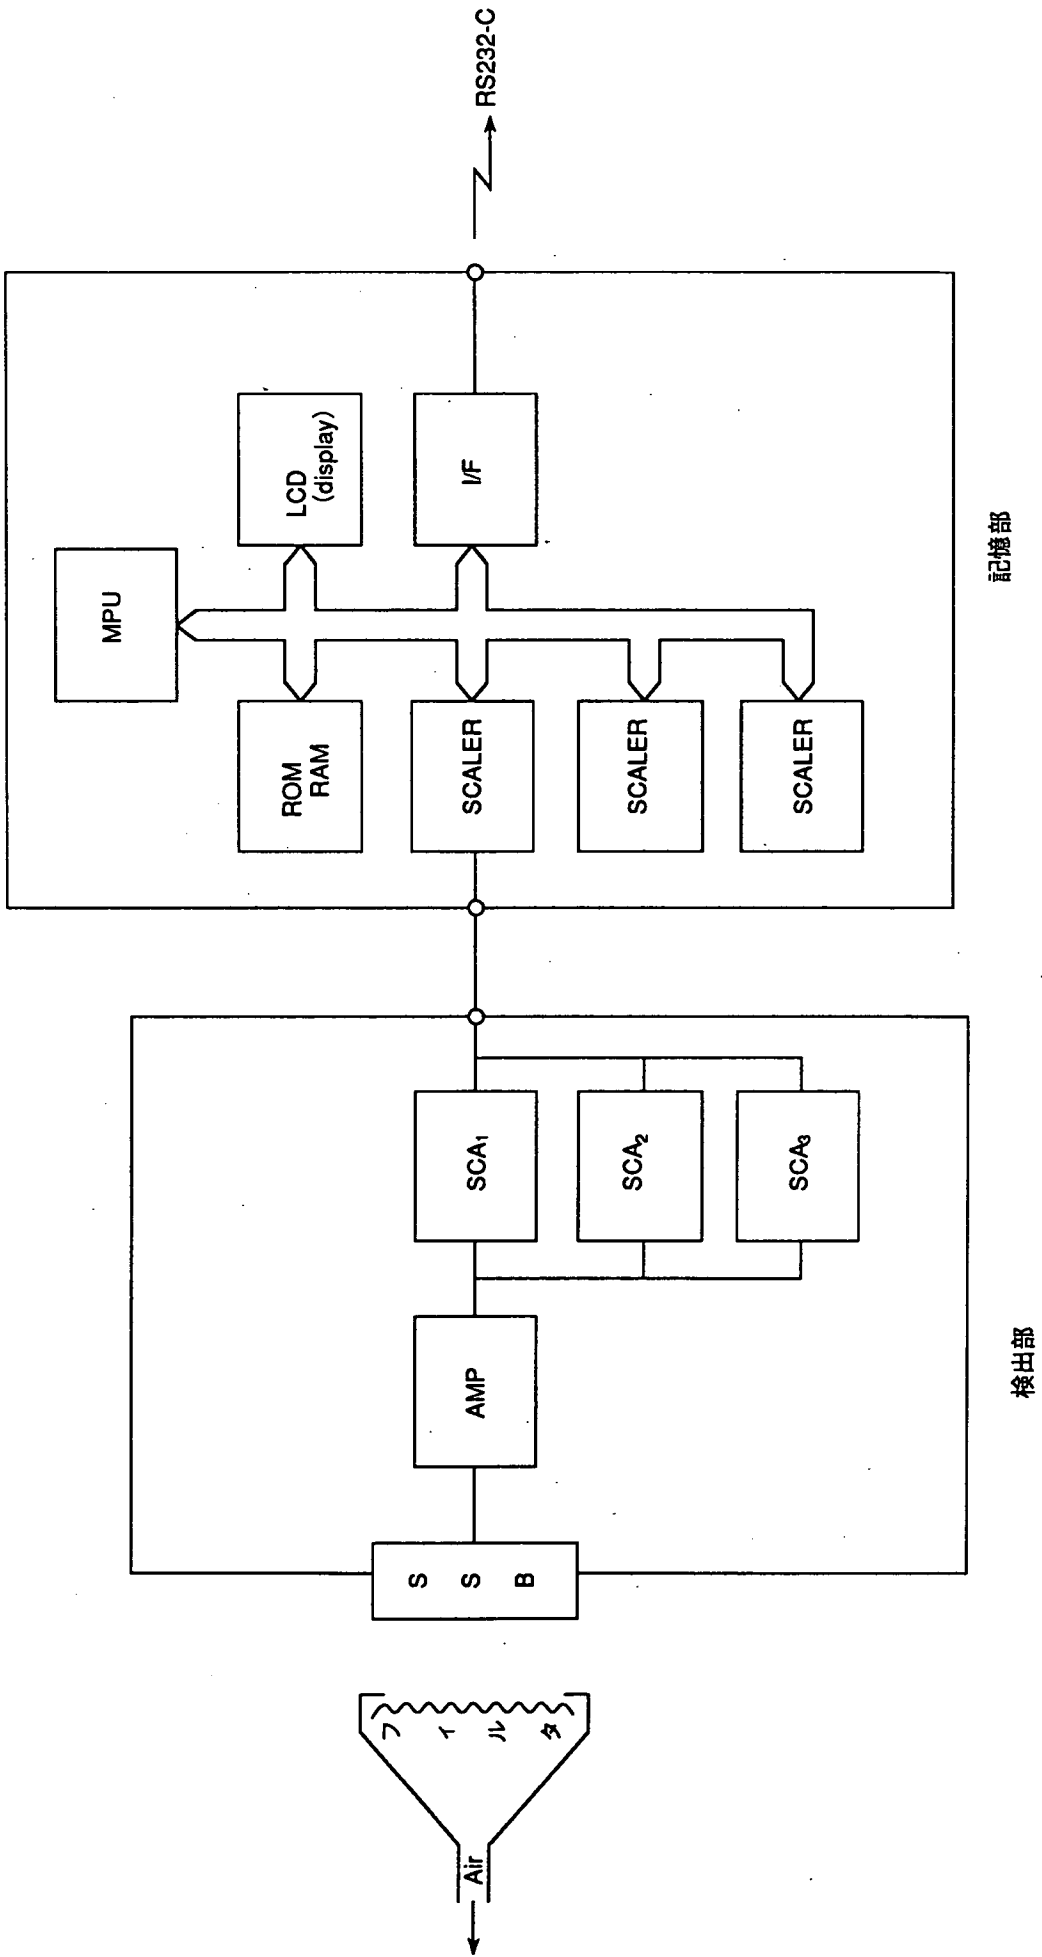 Air
フィルタ
SSB
AMP
SCA₁
SCA₂
SCA₃
検出部
MPU
ROM
RAM
LCD
(display)
SCALER
I/F
SCALER
SCALER
記憶部
RS232-C